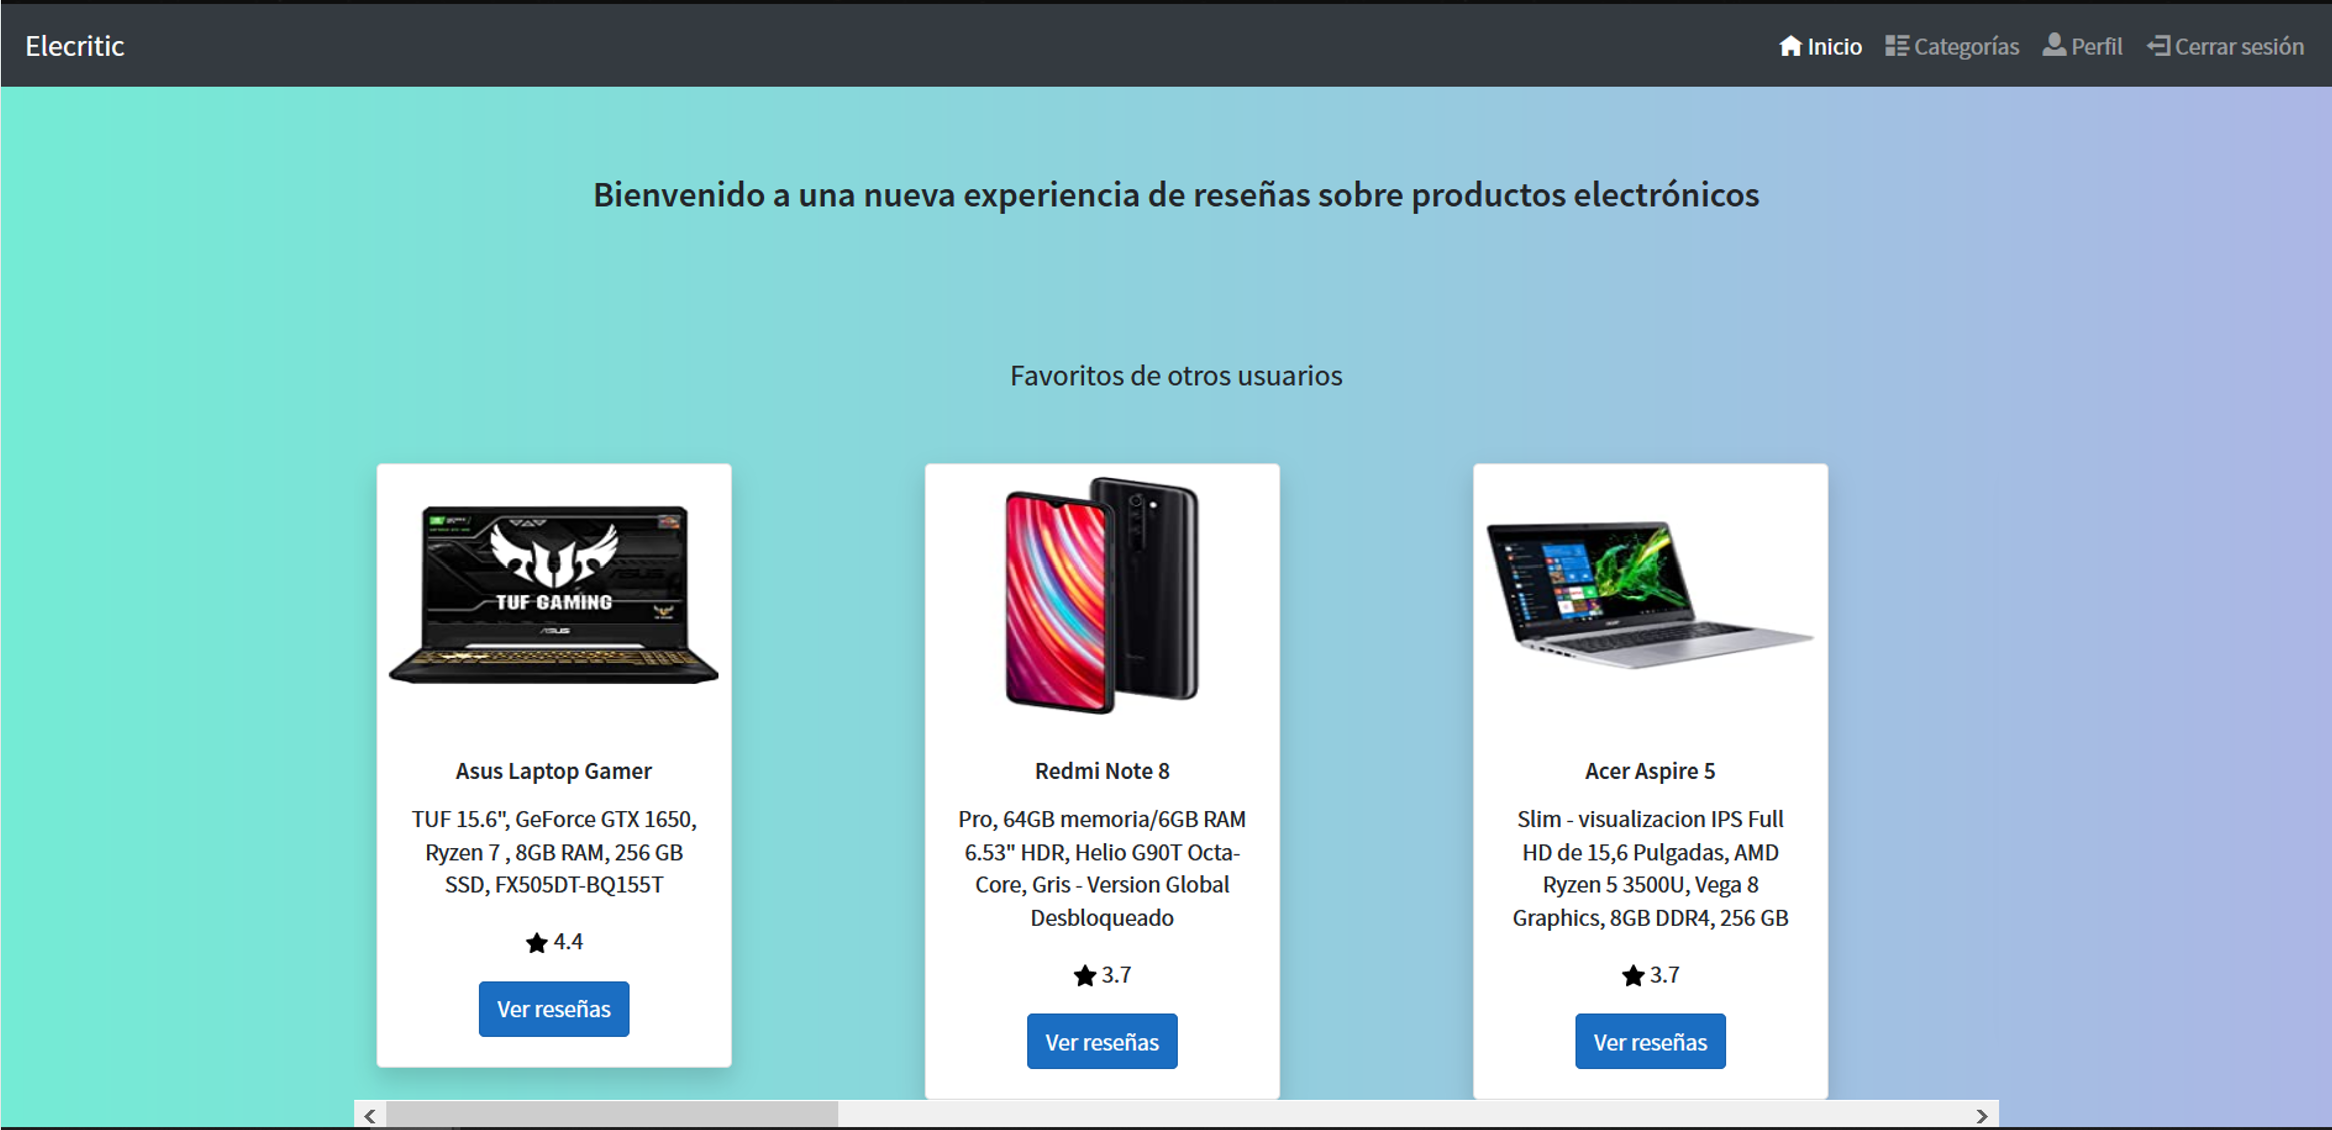 Elecritic
Inicio
Categorías
Perfil
Cerrar sesión
Bienvenido a una nueva experiencia de reseñas sobre productos electrónicos
Favoritos de otros usuarios
TUF GAMING
ASUS
Asus Laptop Gamer
TUF 15.6", GeForce GTX 1650,
Ryzen 7 , 8GB RAM, 256 GB
SSD, FX505DT-BQ155T
4.4
Ver reseñas
Redmi Note 8
Pro, 64GB memoria/6GB RAM
6.53" HDR, Helio G90T Octa-
Core, Gris - Version Global
Desbloqueado
3.7
Ver reseñas
Acer Aspire 5
Slim - visualizacion IPS Full
HD de 15,6 Pulgadas, AMD
Ryzen 5 3500U, Vega 8
Graphics, 8GB DDR4, 256 GB
3.7
Ver reseñas